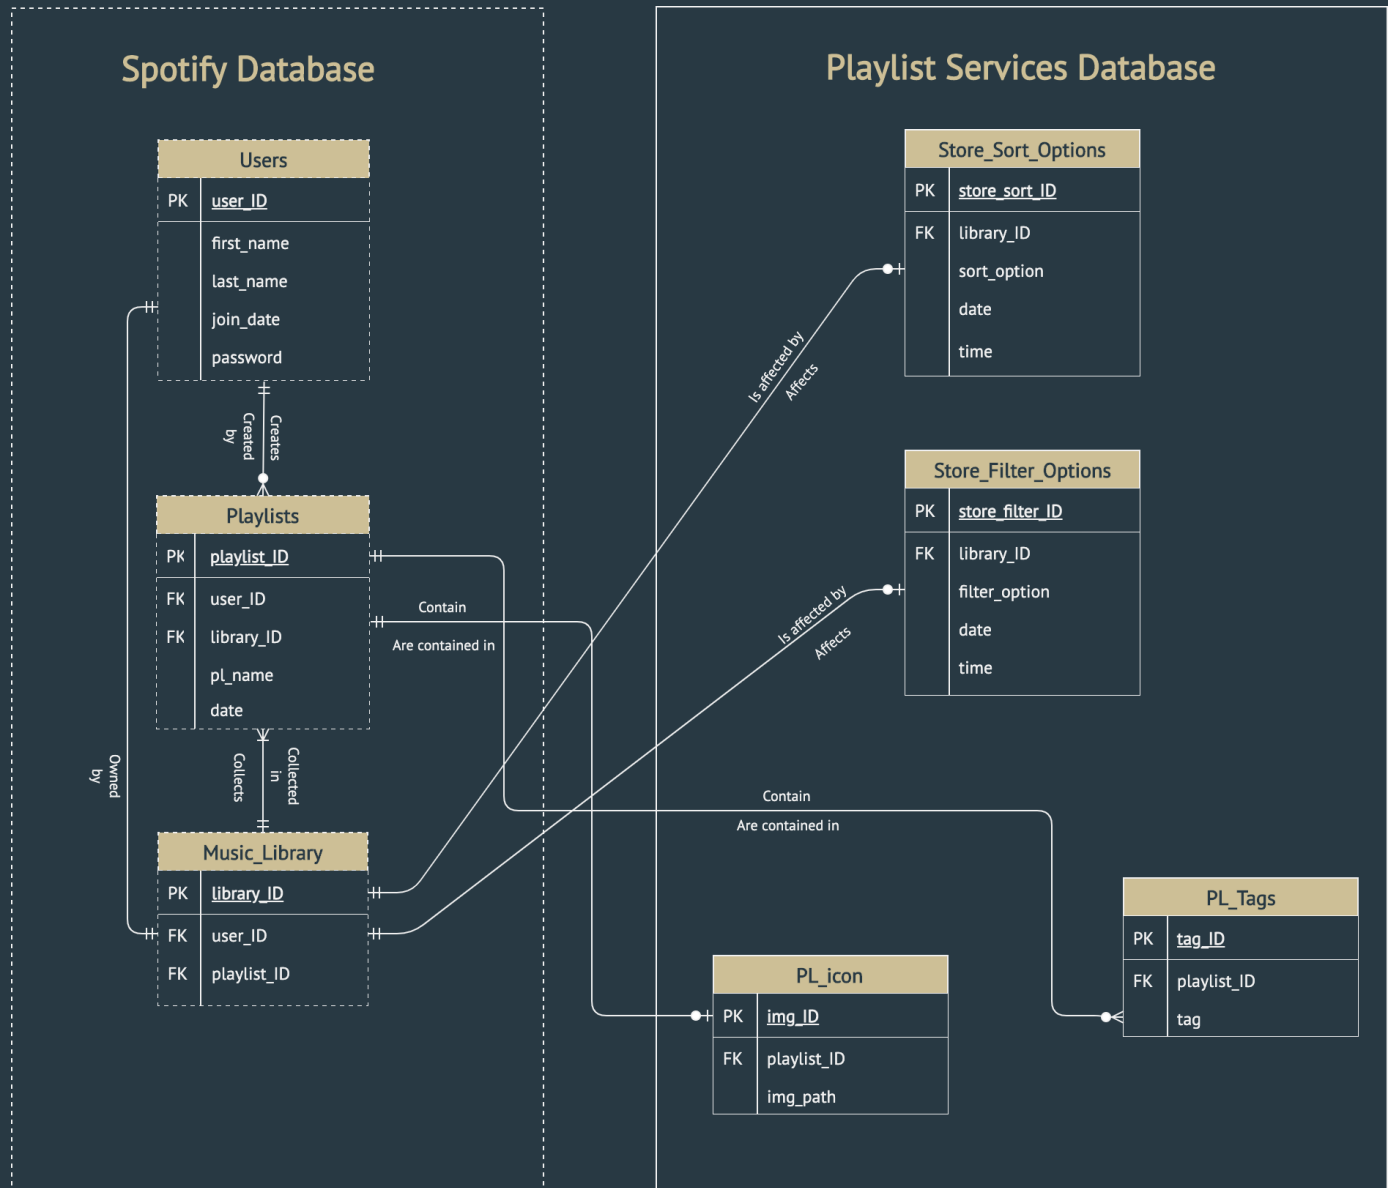 Spotify Database
Users
PK user_ID
first_name
last_name
join_date
password
Creates
Created
by
Playlists
PK playlist_ID
FK user_ID
FK library_ID
pl_name
date
Contain
Are contained in
Collected
in
Collects
Owned
by
Music_Library
PK library_ID
FK user_ID
FK playlist_ID
Playlist Services Database
Store_Sort_Options
PK store_sort_ID
FK library_ID
sort_option
date
time
Is affected by
Affects
Store_Filter_Options
PK store_filter_ID
FK library_ID
filter_option
date
time
Is affected by
Affects
Contain
Are contained in
PL_Tags
PK tag_ID
FK playlist_ID
tag
PL_icon
PK img_ID
FK playlist_ID
img_path